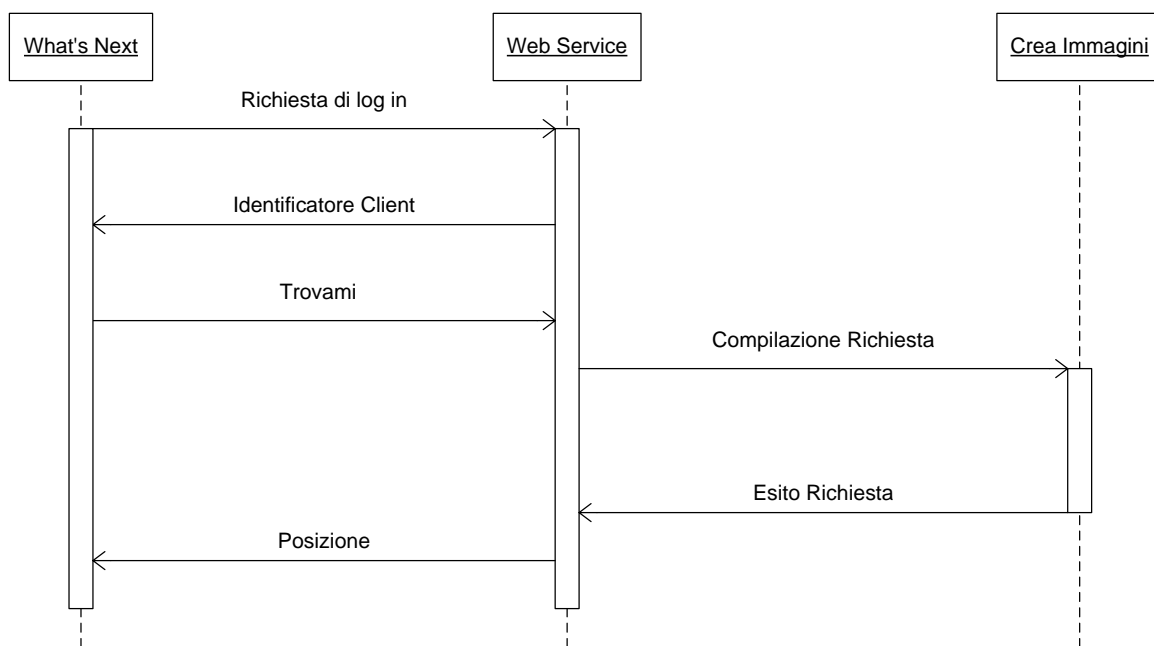 What's Next
Web Service
Crea Immagini
Richiesta di log in
Identificatore Client
Trovami
Compilazione Richiesta
Esito Richiesta
Posizione